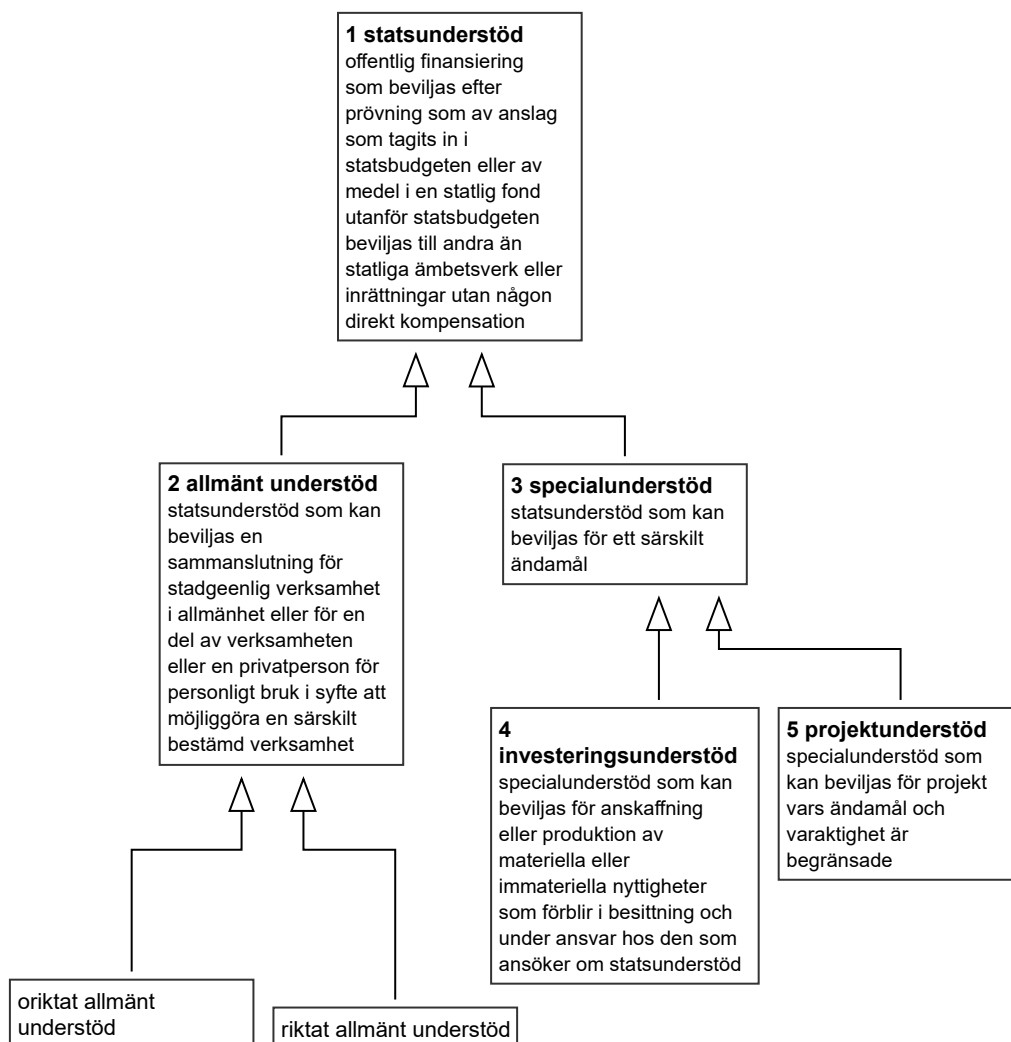 1 statsunderstöd
offentlig finansiering
som beviljas efter
prövning som av anslag
som tagits in i
statsbudgeten eller av
medel i en statlig fond
utanför statsbudgeten
beviljas till andra än
statliga ämbetsverk eller
inrättningar utan någon
direkt kompensation
2 allmänt understöd
statsunderstöd som kan
beviljas en
sammanslutning för
stadgeenlig verksamhet
i allmänhet eller för en
del av verksamheten
eller en privatperson för
personligt bruk i syfte att
möjliggöra en särskilt
bestämd verksamhet
3 specialunderstöd
statsunderstöd som kan
beviljas för ett särskilt
ändamål
4
investeringsunderstöd
specialunderstöd som kan
beviljas för anskaffning
eller produktion av
materiella eller
immateriella nyttigheter
som förblir i besittning och
under ansvar hos den som
ansöker om statsunderstöd
5 projektunderstöd
specialunderstöd som
kan beviljas för projekt
vars ändamål och
varaktighet är
begränsade
oriktat allmänt
understöd
riktat allmänt understöd